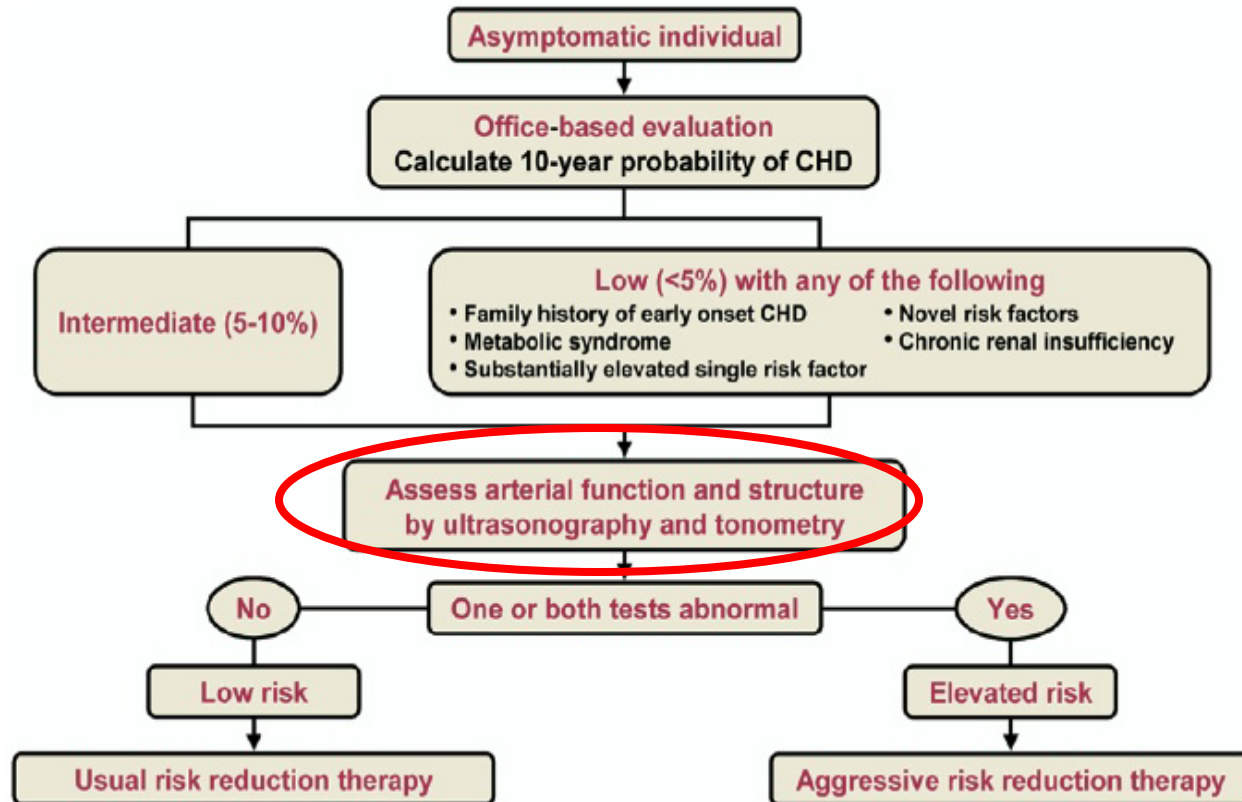 Asymptomatic individual
Office-based evaluation
Calculate 10-year probability of CHD
Intermediate (5-10%)
Low (<5%) with any of the following
• Family history of early onset CHD
• Metabolic syndrome
• Substantially elevated single risk factor
• Novel risk factors
• Chronic renal insufficiency
Assess arterial function and structure
by ultrasonography and tonometry
No
One or both tests abnormal
Yes
Low risk
Elevated risk
Usual risk reduction therapy
Aggressive risk reduction therapy